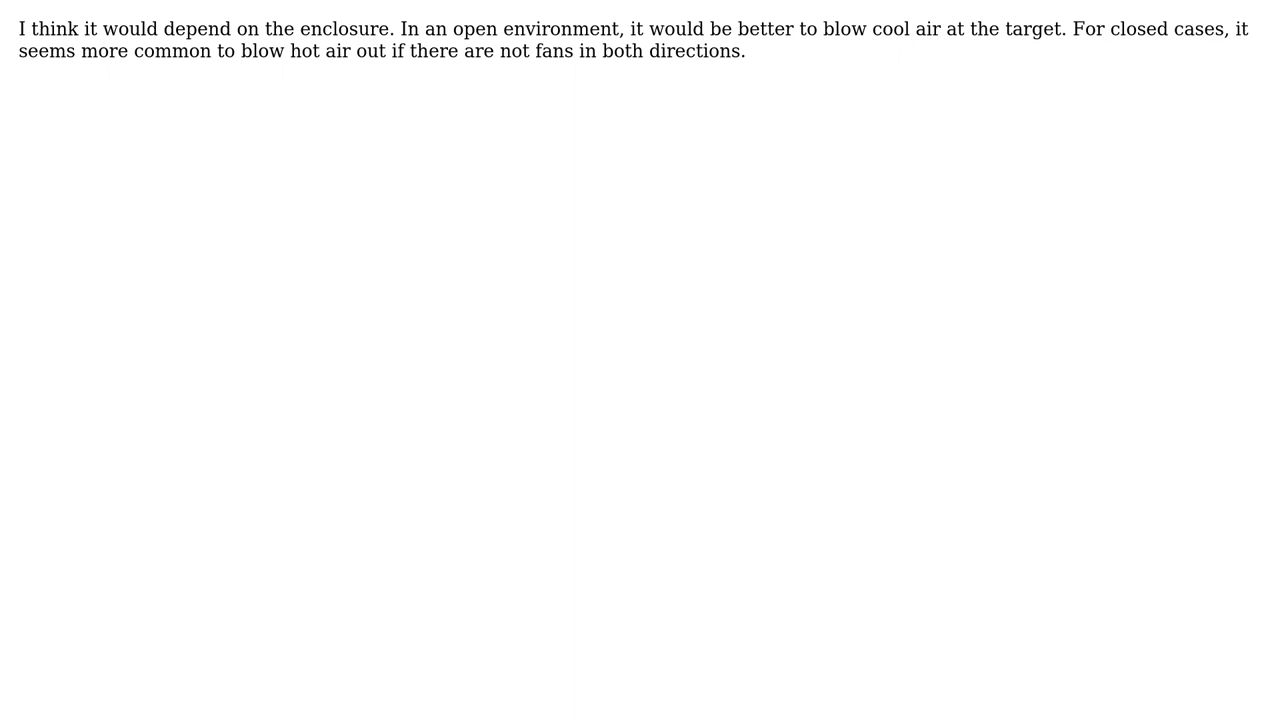 I think it would depend on the enclosure. In an open environment, it would be better to blow cool air at the target. For closed cases, it
seems more common to blow hot air out if there are not fans in both directions.